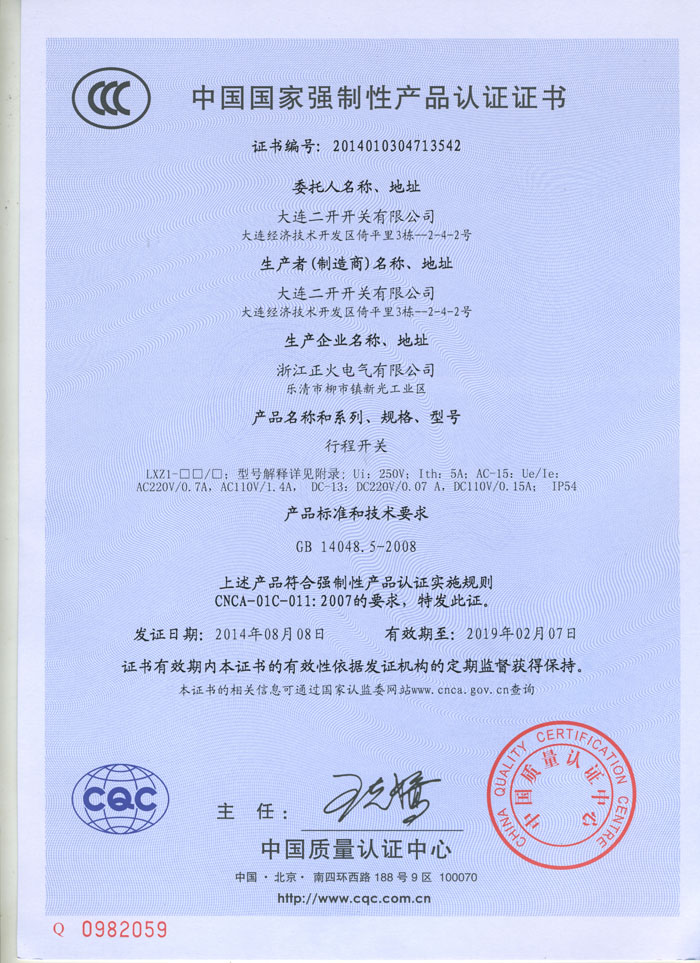 CCC
中国国家强制性产品认证证书
证书编号: 2014010304713542
委托人名称、地址
大连二开开关有限公司
大连经济技术开发区倚平里3栋--2-4-2号
生产者(制造商)名称、地址
大连二开开关有限公司
大连经济技术开发区倚平里3栋--2-4-2号
生产企业名称、地址
浙江正火电气有限公司
乐清市柳市镇新光工业区
产品名称和系列、规格、型号
行程开关
LXZ1-□□/□; 型号解释详见附录; Ui: 250V; Ith: 5A; AC-15: Ue/Ie:
AC220V/0.7A, AC110V/1.4A, DC-13: DC220V/0.07 A, DC110V/0.15A; IP54
产品标准和技术要求
GB 14048.5-2008
上述产品符合强制性产品认证实施规则
CNCA-01C-011:2007的要求, 特发此证。
发证日期: 2014年08月08日 有效期至: 2019年02月07日
证书有效期内本证书的有效性依据发证机构的定期监督获得保持。
本证书的相关信息可通过国家认监委网站www.cnca.gov.cn查询
CHINA QUALITY CERTIFICATION CENTRE
中国质量认证中心
CQC
主 任:
中国质量认证中心
中国·北京·南四环西路188号9区 100070
http://www.cqc.com.cn
Q 0982059